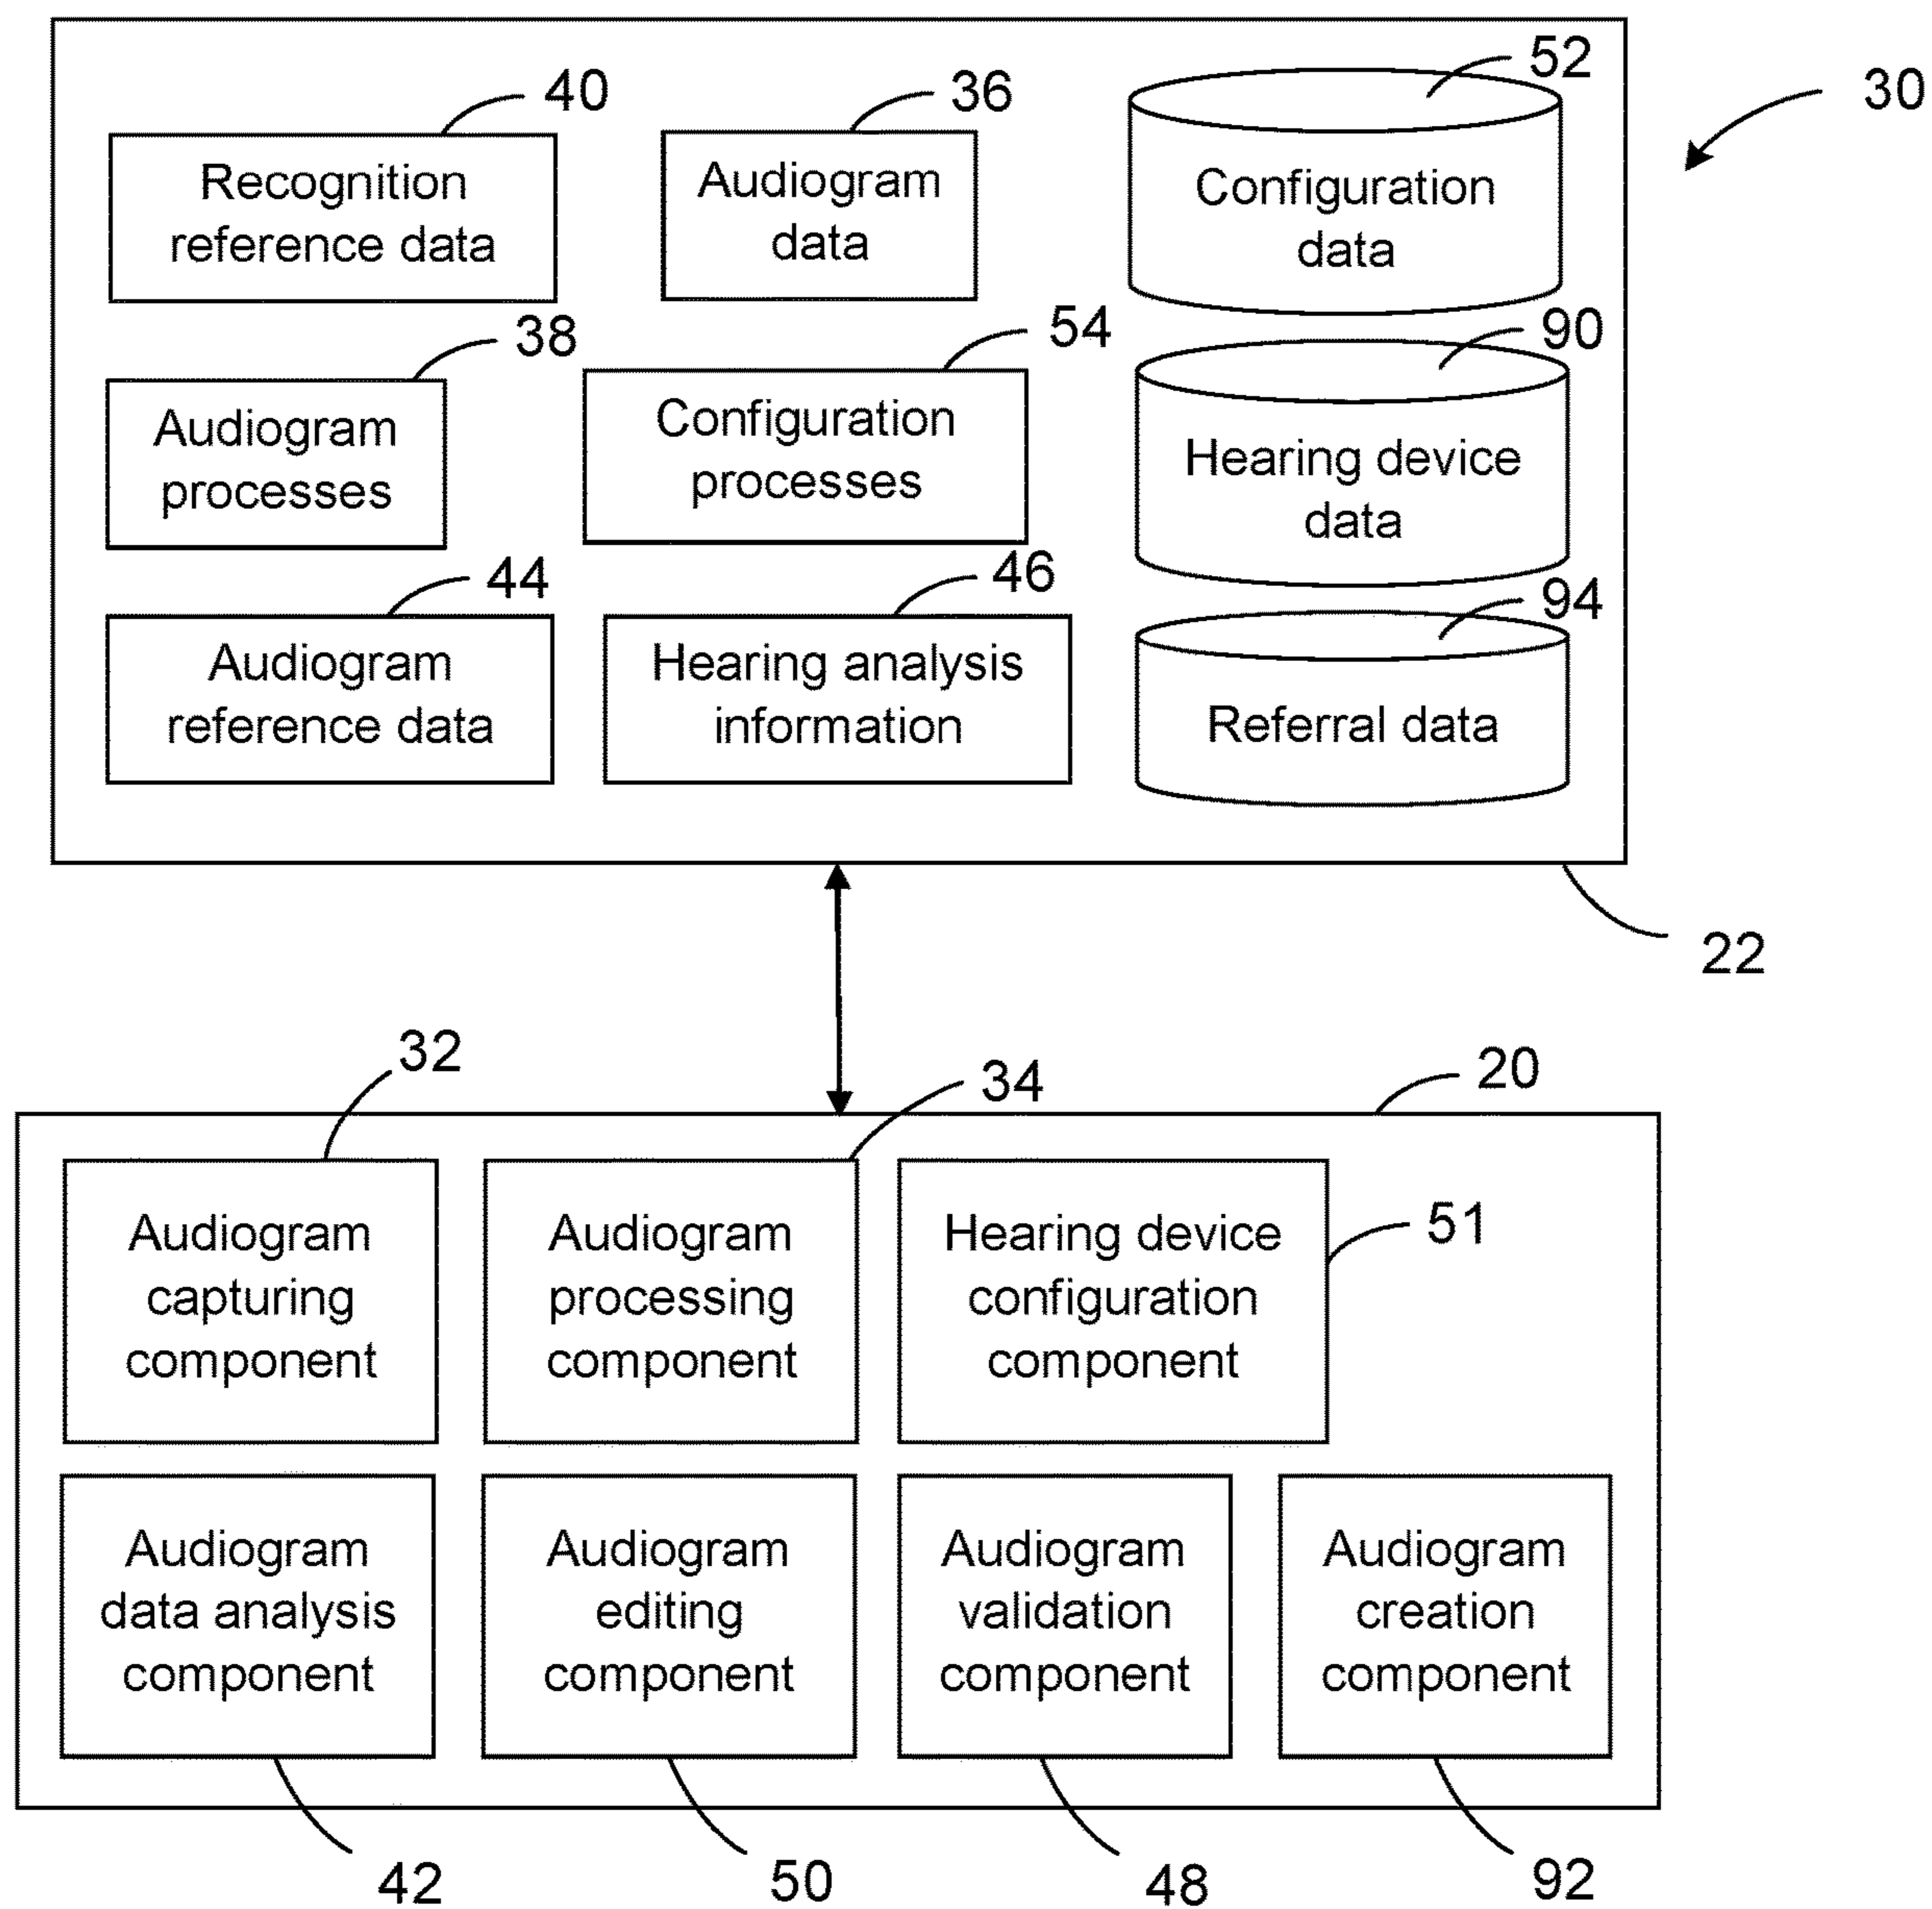 40
36
52
30
Recognition
reference data
Audiogram
data
Configuration
data
38
54
90
Audiogram
processes
Configuration
processes
Hearing device
data
44
46
94
Audiogram
reference data
Hearing analysis
information
Referral data
22
32
34
20
Audiogram
capturing
component
Audiogram
processing
component
Hearing device
configuration
component
51
Audiogram
data analysis
component
Audiogram
editing
component
Audiogram
validation
component
Audiogram
creation
component
42
50
48
92